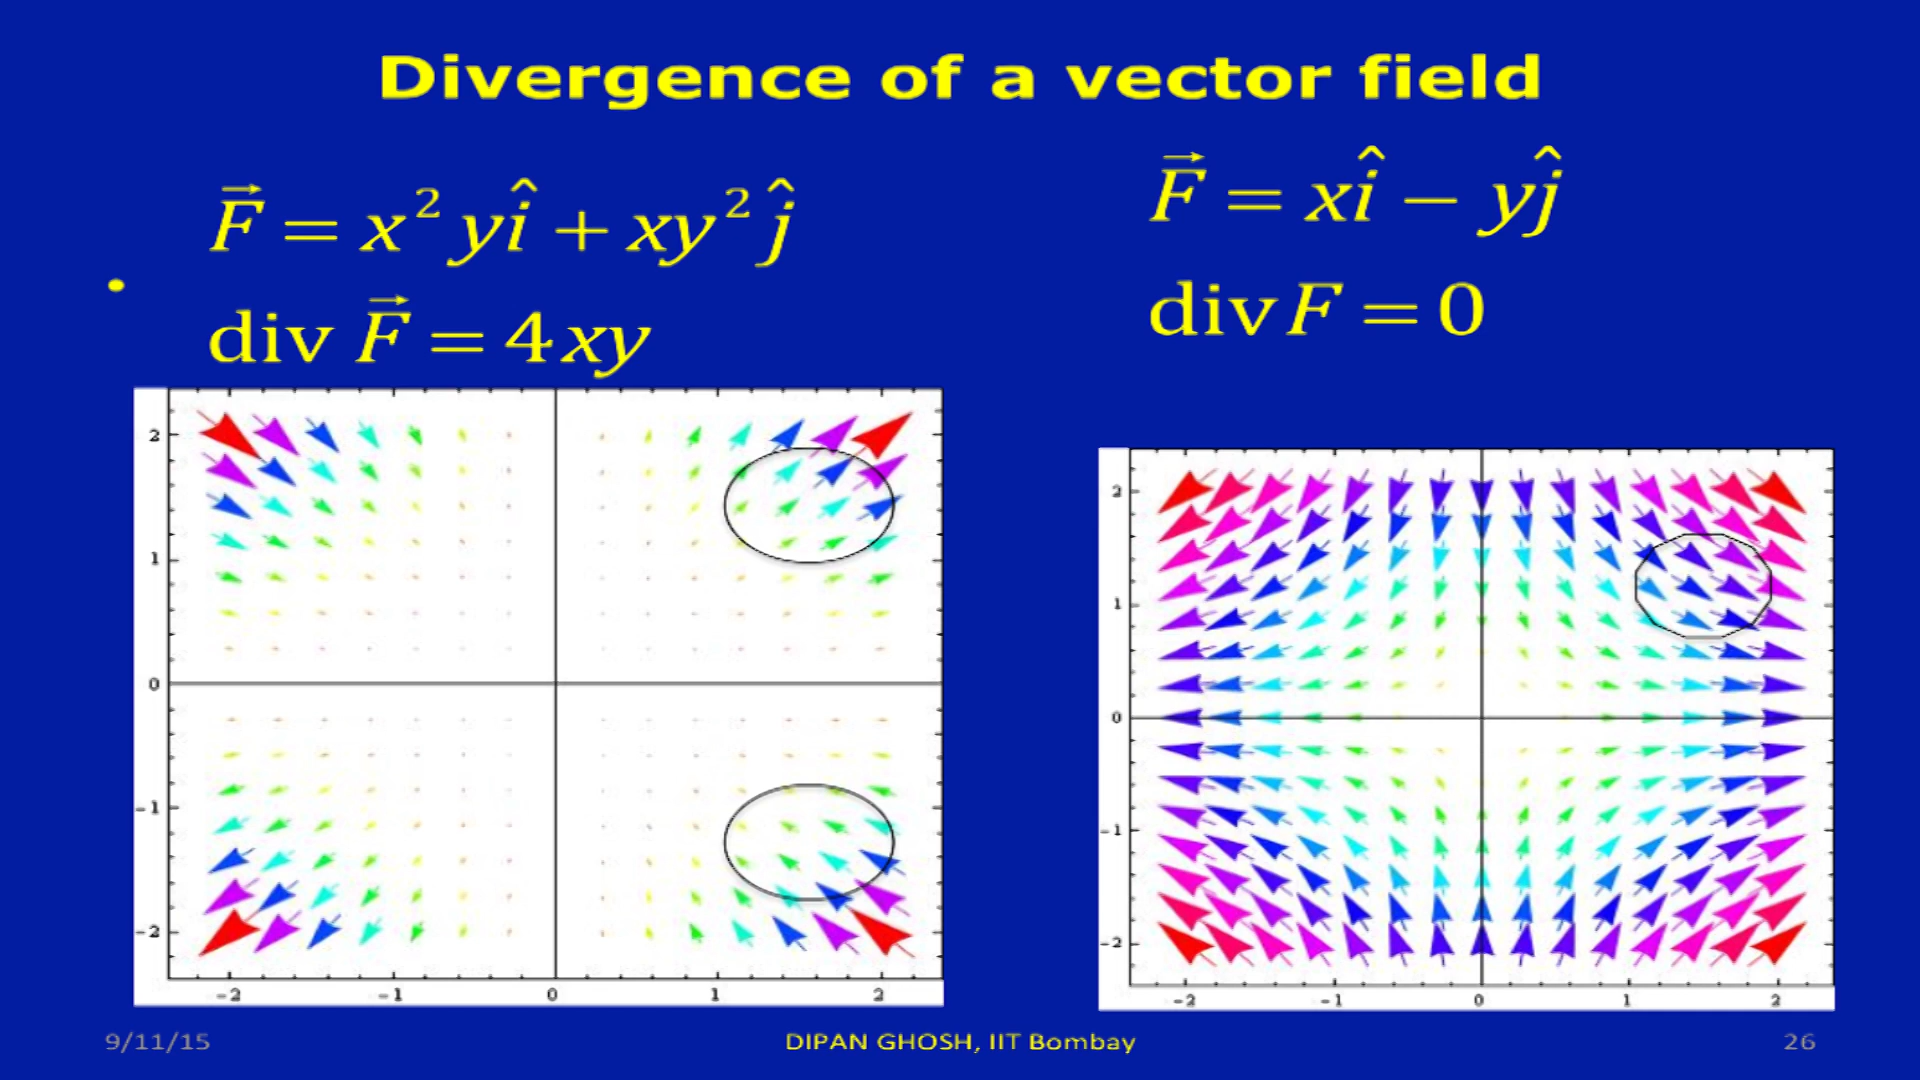 Divergence of a vector field
• F⃗ = x²yî + xy²ĵ
div F⃗ = 4xy
F⃗ = xî − yĵ
div F = 0
2
1
0
-1
-2
-2 -1 0 1 2
2
1
0
-1
-2
-2 -1 0 1 2
9/11/15 DIPAN GHOSH, IIT Bombay 26